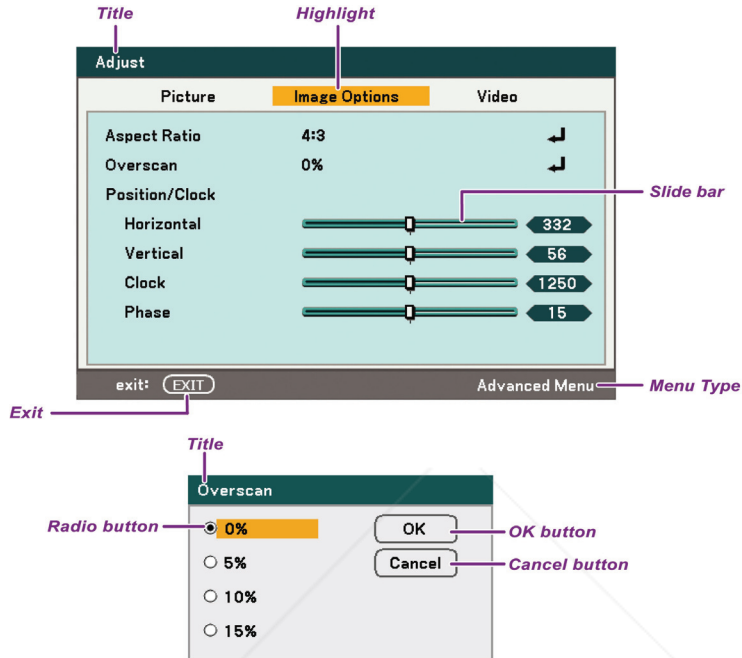 Title Highlight
Adjust
Picture Image Options Video
Aspect Ratio 4:3
Overscan 0%
Position/Clock
Slide bar
Horizontal 332
Vertical 56
Clock 1250
Phase 15
exit: EXIT Advanced Menu Menu Type
Exit
Title
Overscan
Radio button 0% OK OK button
5% Cancel Cancel button
10%
15%